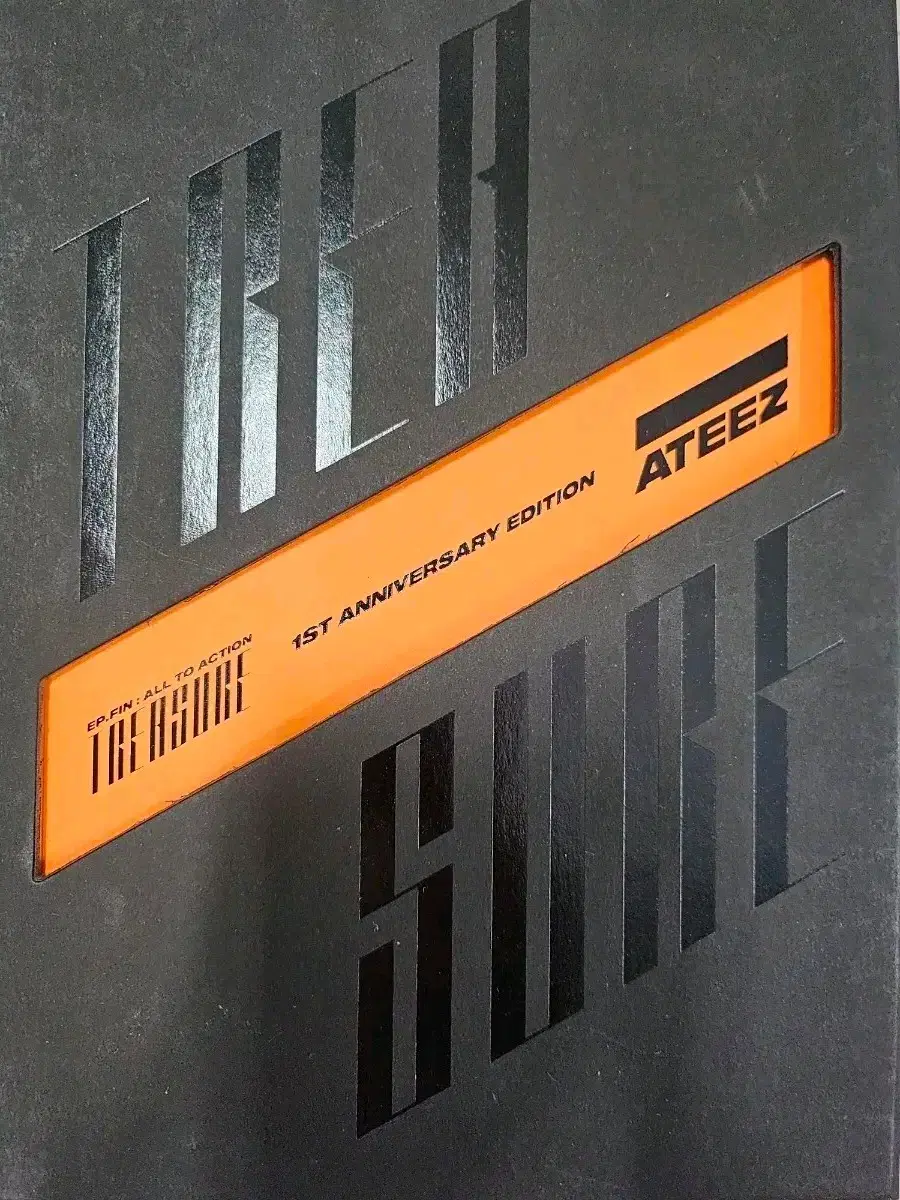 TREA
ATEEZ
1ST ANNIVERSARY EDITION
EP.FIN : ALL TO ACTION
TREASURE
SURE